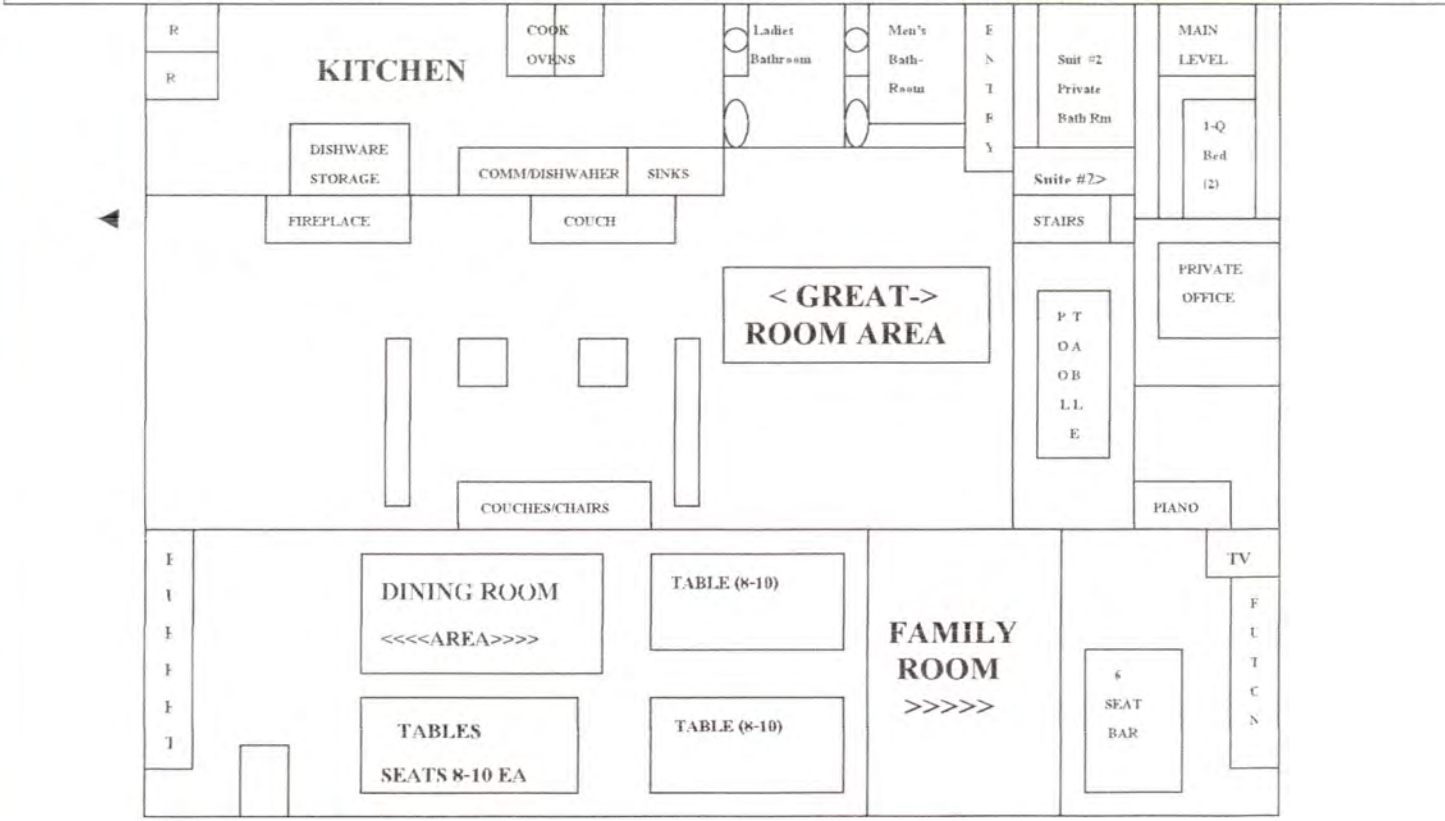 R
R
KITCHEN
COOK
OVENS
Ladies
Bathroom
Men's
Bath-
Room
E
N
T
R
Y
Suit #2
Private
Bath Rm
MAIN
LEVEL
1-Q
Bed
(2)
DISHWARE
STORAGE
COMM/DISHWAHER
SINKS
Suite #2>
FIREPLACE
COUCH
STAIRS
< GREAT->
ROOM AREA
PRIVATE
OFFICE
P T
O A
O B
L L
E
COUCHES/CHAIRS
PIANO
DINING ROOM
<<<<AREA>>>>
TABLE (8-10)
FAMILY
ROOM
>>>>>
TV
F
U
T
O
N
6
SEAT
BAR
TABLES
SEATS 8-10 EA
TABLE (8-10)